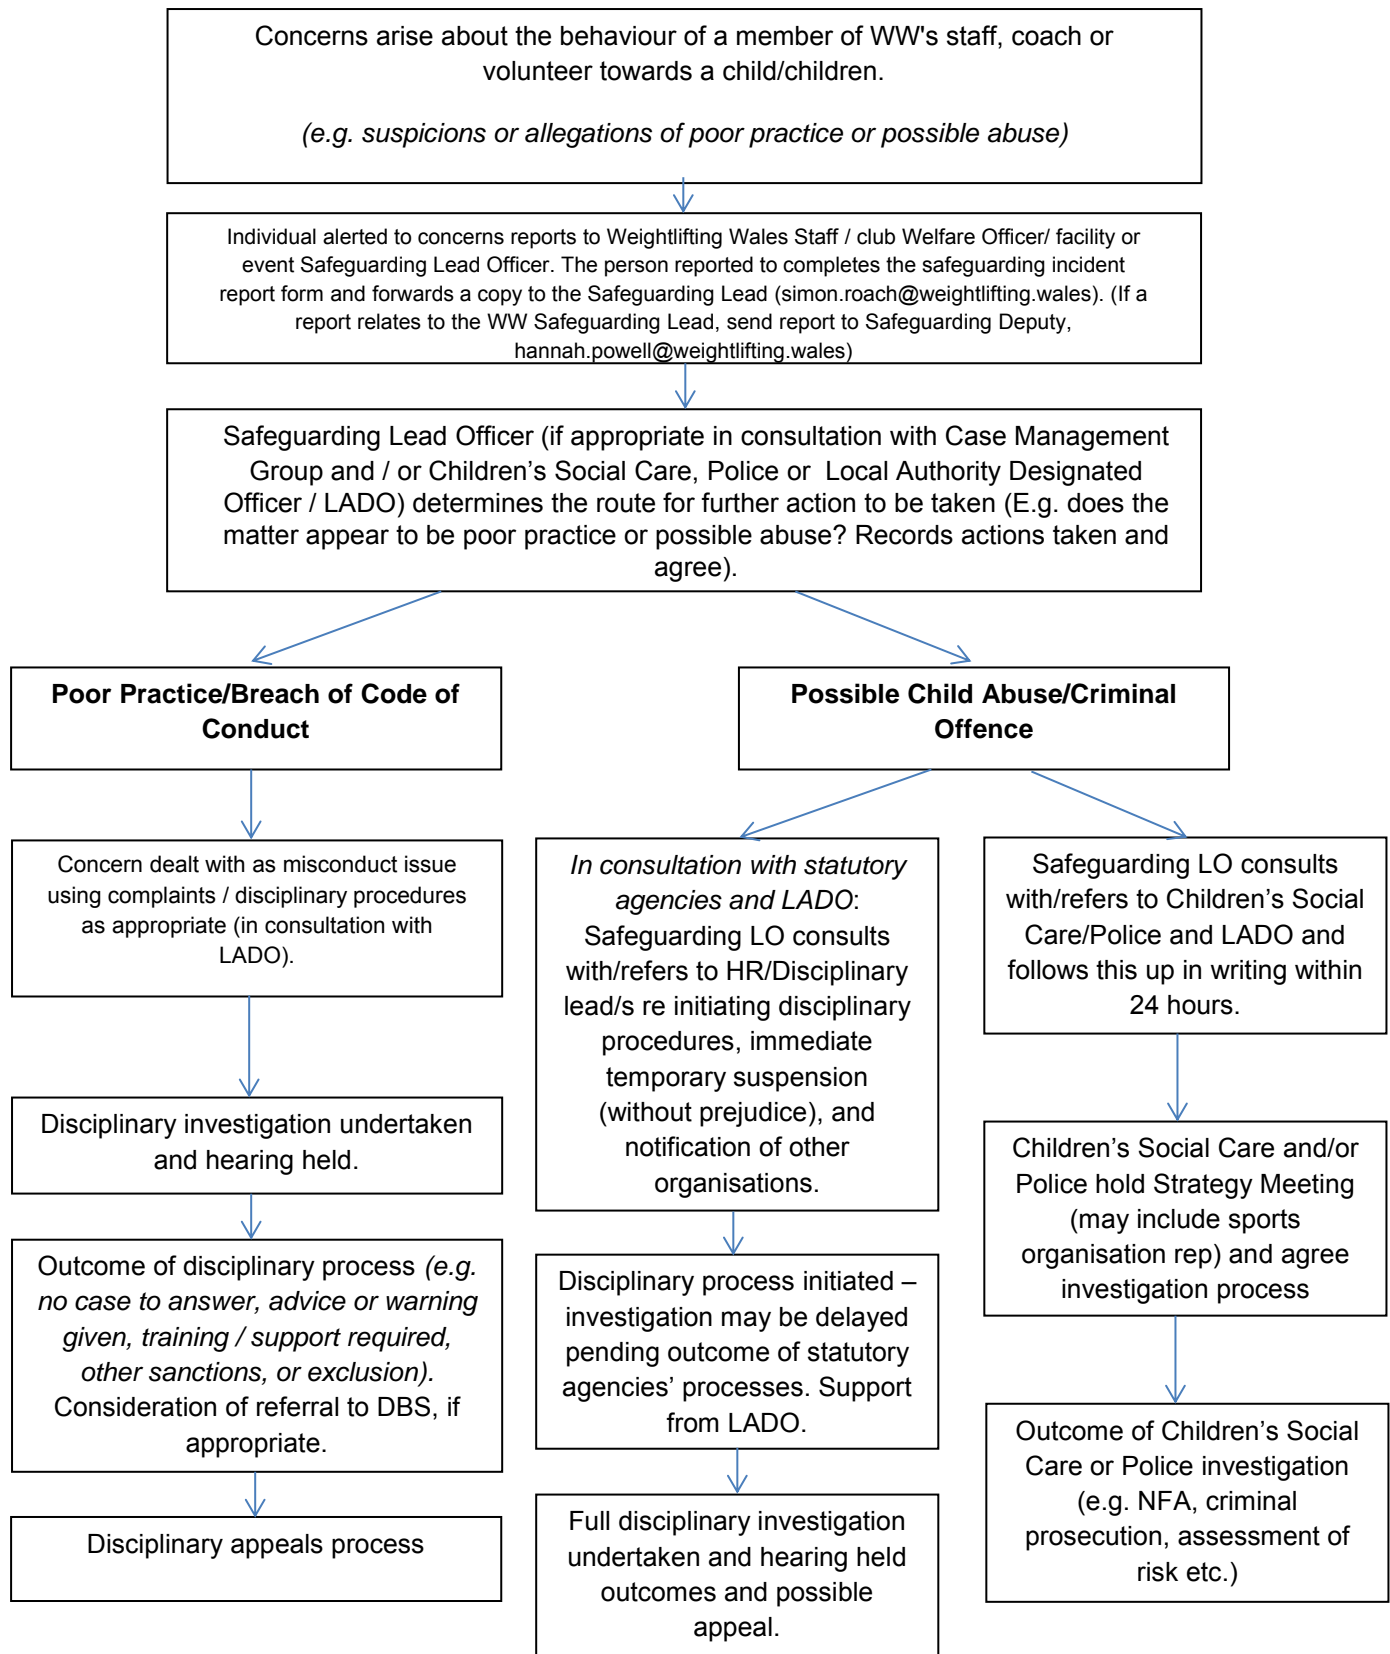 Concerns arise about the behaviour of a member of WW's staff, coach or
volunteer towards a child/children.
(e.g. suspicions or allegations of poor practice or possible abuse)
Individual alerted to concerns reports to Weightlifting Wales Staff / club Welfare Officer/ facility or
event Safeguarding Lead Officer. The person reported to completes the safeguarding incident
report form and forwards a copy to the Safeguarding Lead (simon.roach@weightlifting.wales). (If a
report relates to the WW Safeguarding Lead, send report to Safeguarding Deputy,
hannah.powell@weightlifting.wales)
Safeguarding Lead Officer (if appropriate in consultation with Case Management
Group and / or Children’s Social Care, Police or Local Authority Designated
Officer / LADO) determines the route for further action to be taken (E.g. does the
matter appear to be poor practice or possible abuse? Records actions taken and
agree).
Poor Practice/Breach of Code of
Conduct
Concern dealt with as misconduct issue
using complaints / disciplinary procedures
as appropriate (in consultation with
LADO).
Disciplinary investigation undertaken
and hearing held.
Outcome of disciplinary process (e.g.
no case to answer, advice or warning
given, training / support required,
other sanctions, or exclusion).
Consideration of referral to DBS, if
appropriate.
Disciplinary appeals process
Possible Child Abuse/Criminal
Offence
In consultation with statutory
agencies and LADO:
Safeguarding LO consults
with/refers to HR/Disciplinary
lead/s re initiating disciplinary
procedures, immediate
temporary suspension
(without prejudice), and
notification of other
organisations.
Disciplinary process initiated –
investigation may be delayed
pending outcome of statutory
agencies’ processes. Support
from LADO.
Full disciplinary investigation
undertaken and hearing held
outcomes and possible
appeal.
Safeguarding LO consults
with/refers to Children’s Social
Care/Police and LADO and
follows this up in writing within
24 hours.
Children’s Social Care and/or
Police hold Strategy Meeting
(may include sports
organisation rep) and agree
investigation process
Outcome of Children’s Social
Care or Police investigation
(e.g. NFA, criminal
prosecution, assessment of
risk etc.)